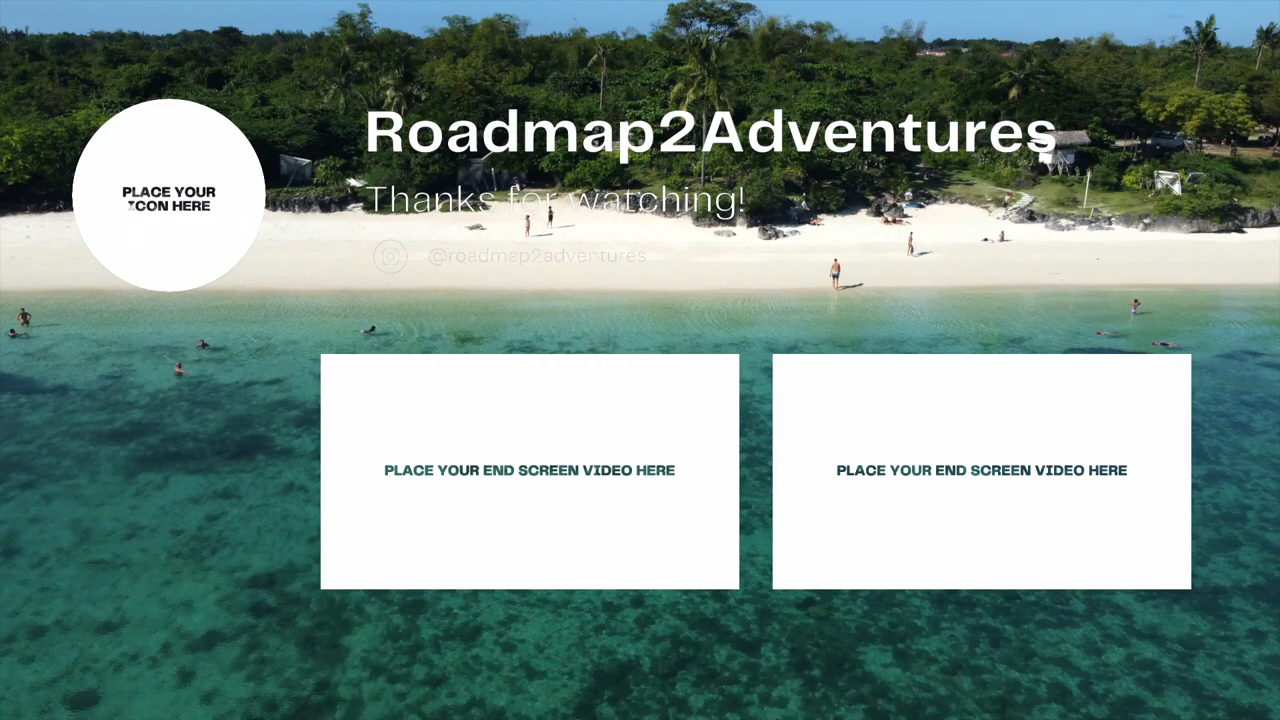 Roadmap2Adventures
PLACE YOUR
ICON HERE
Thanks for watching!
@roadmap2adventures
PLACE YOUR END SCREEN VIDEO HERE
PLACE YOUR END SCREEN VIDEO HERE